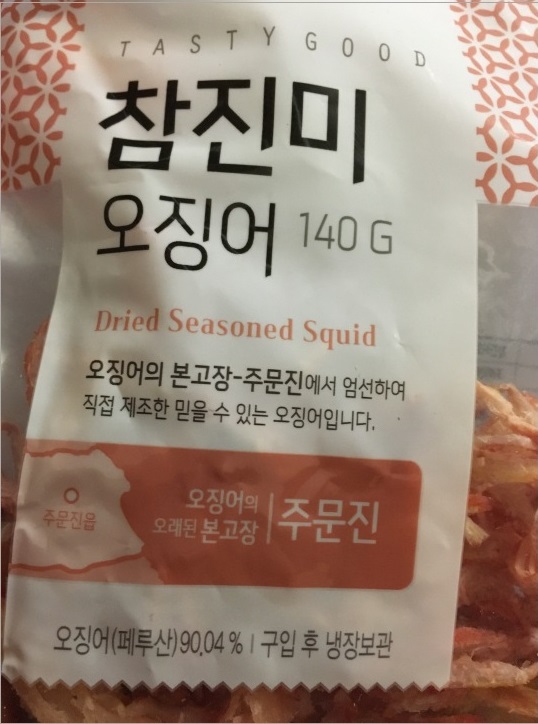 TASTY GOOD
참진미
오징어 140 G
Dried Seasoned Squid
오징어의 본고장-주문진에서 엄선하여
직접 제조한 믿을 수 있는 오징어입니다.
주문진읍
오징어의
오래된 본고장
주문진
오징어(페루산)90.04 % | 구입 후 냉장보관